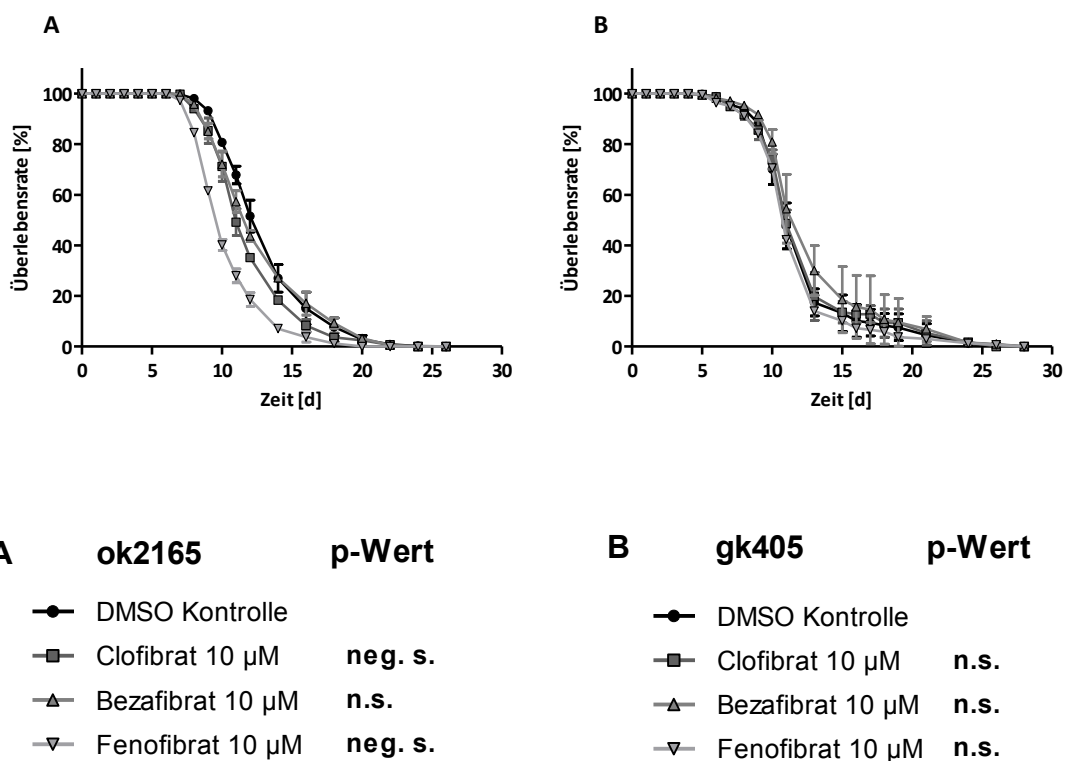 A
B
100
80
60
40
20
0
Überlebensrate [%]
0 5 10 15 20 25 30
Zeit [d]
100
80
60
40
20
0
Überlebensrate [%]
0 5 10 15 20 25 30
Zeit [d]
A ok2165 p-Wert
DMSO Kontrolle
Clofibrat 10 µM neg. s.
Bezafibrat 10 µM n.s.
Fenofibrat 10 µM neg. s.
B gk405 p-Wert
DMSO Kontrolle
Clofibrat 10 µM n.s.
Bezafibrat 10 µM n.s.
Fenofibrat 10 µM n.s.